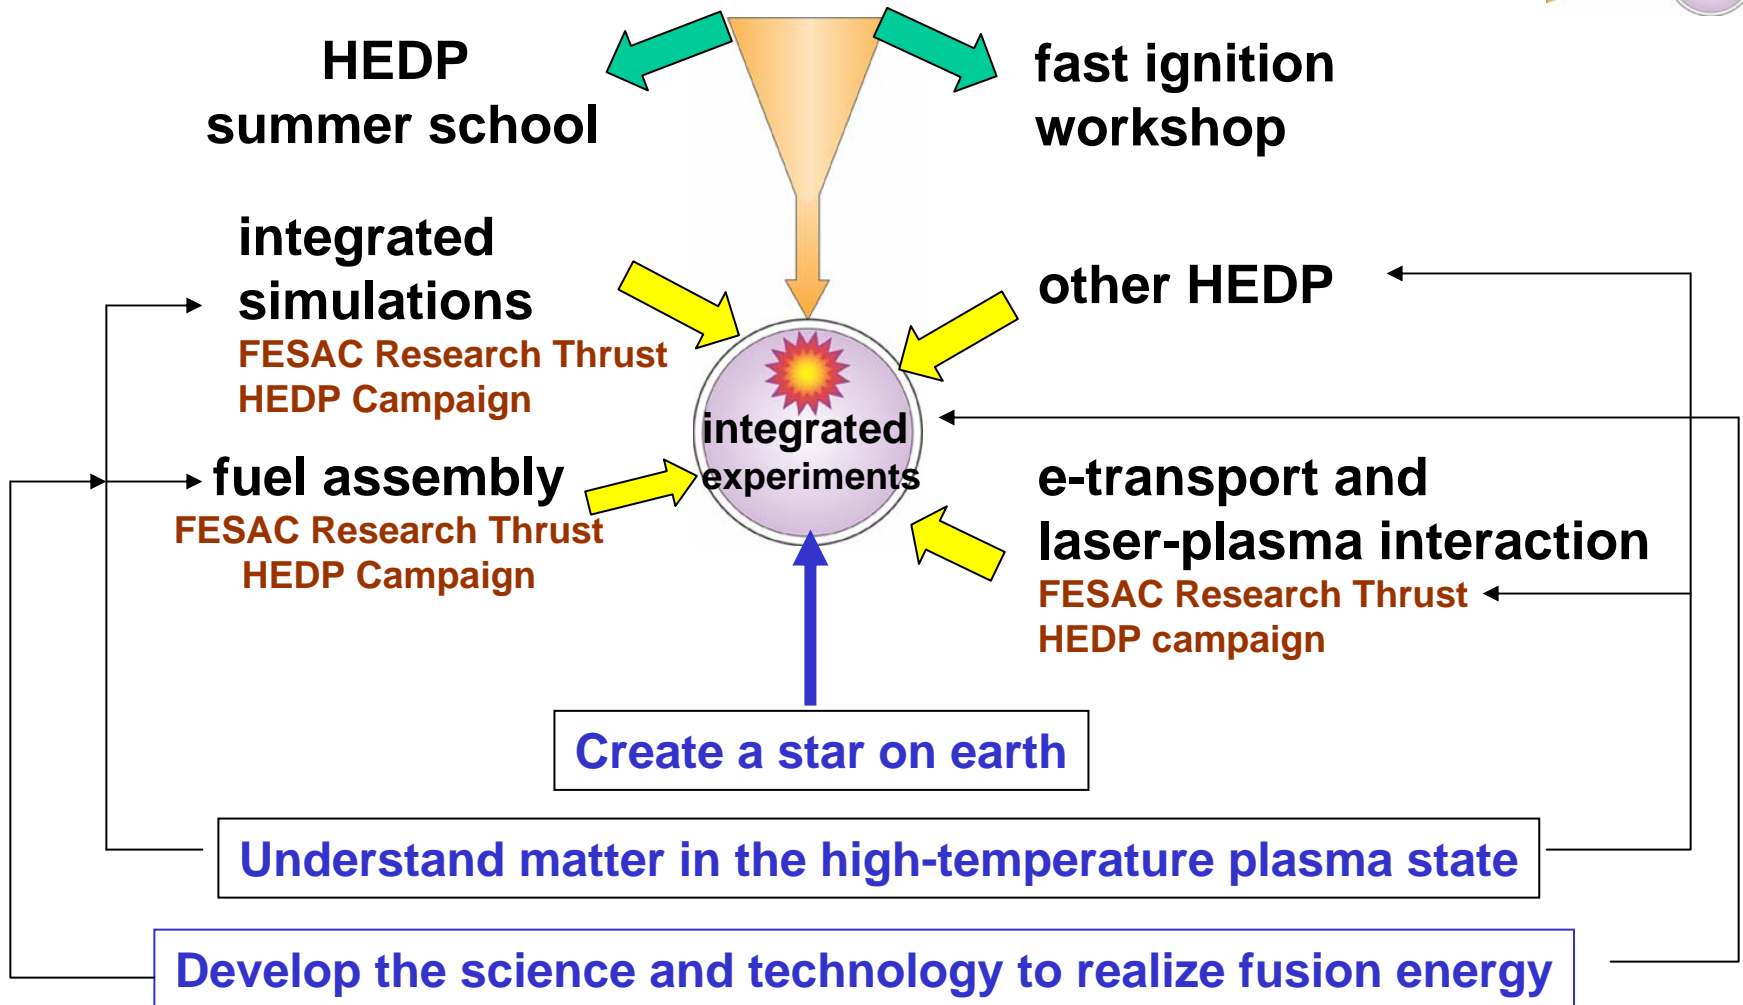 HEDP
summer school
fast ignition
workshop
integrated
simulations
FESAC Research Thrust
HEDP Campaign
other HEDP
integrated
experiments
fuel assembly
FESAC Research Thrust
HEDP Campaign
e-transport and
laser-plasma interaction
FESAC Research Thrust
HEDP campaign
Create a star on earth
Understand matter in the high-temperature plasma state
Develop the science and technology to realize fusion energy